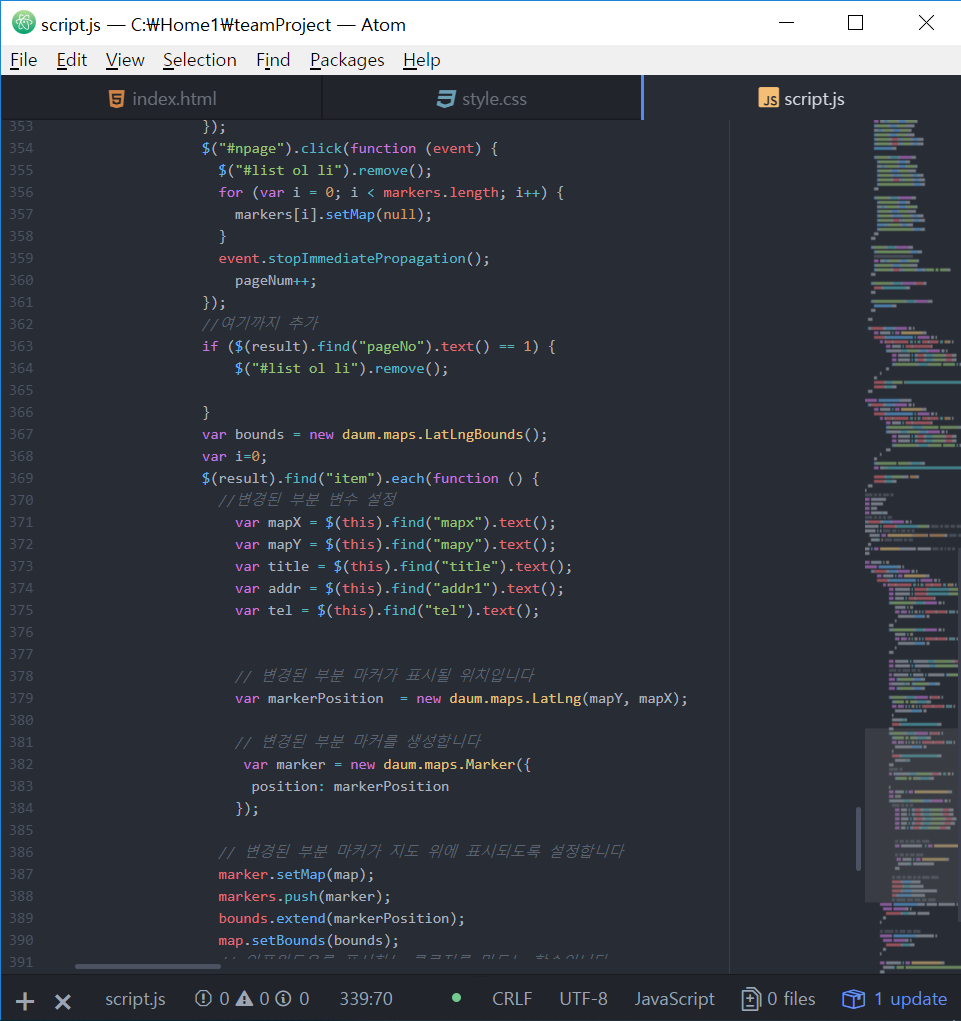 script.js — C:₩Home1₩teamProject — Atom
File Edit View Selection Find Packages Help
index.html style.css script.js
353 });
354 $("#npage").click(function (event) {
355 $("#list ol li").remove();
356 for (var i = 0; i < markers.length; i++) {
357 markers[i].setMap(null);
358 }
359 event.stopImmediatePropagation();
360 pageNum++;
361 });
362 //여기까지 추가
363 if ($(result).find("pageNo").text() == 1) {
364 $("#list ol li").remove();
365
366 }
367 var bounds = new daum.maps.LatLngBounds();
368 var i=0;
369 $(result).find("item").each(function () {
370 //변경된 부분 변수 설정
371 var mapX = $(this).find("mapx").text();
372 var mapY = $(this).find("mapy").text();
373 var title = $(this).find("title").text();
374 var addr = $(this).find("addr1").text();
375 var tel = $(this).find("tel").text();
376
377
378 // 변경된 부분 마커가 표시될 위치입니다
379 var markerPosition  = new daum.maps.LatLng(mapY, mapX);
380
381 // 변경된 부분 마커를 생성합니다
382 var marker = new daum.maps.Marker({
383 position: markerPosition
384 });
385
386 // 변경된 부분 마커가 지도 위에 표시되도록 설정합니다
387 marker.setMap(map);
388 markers.push(marker);
389 bounds.extend(markerPosition);
390 map.setBounds(bounds);
391
script.js 0 0 0 339:70 CRLF UTF-8 JavaScript 0 files 1 update